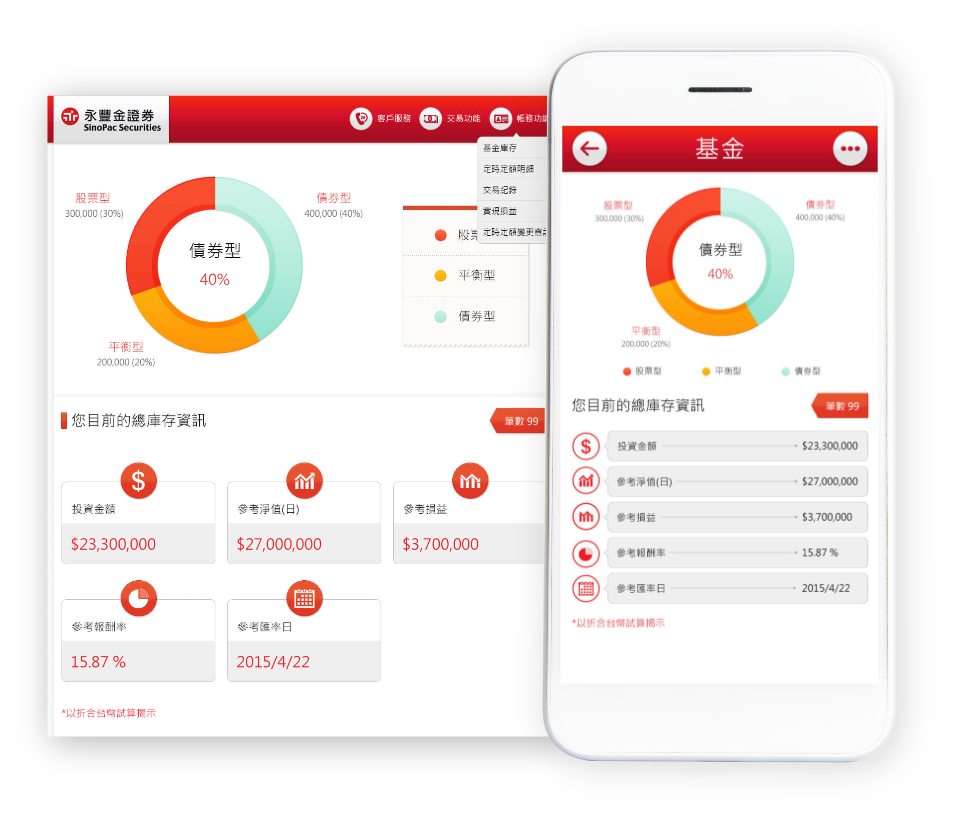 永豐金證券
SinoPac Securities
客戶服務
交易功能
帳務功能
基金庫存
定時定額明細
交易紀錄
實現損益
定時定額變更查詢
股票型
300,000 (30%)
債券型
400,000 (40%)
債券型
40%
平衡型
200,000 (20%)
平衡型
債券型
您目前的總庫存資訊
筆數 99
投資金額
$23,300,000
參考淨值(日)
$27,000,000
參考損益
$3,700,000
參考報酬率
15.87 %
參考匯率日
2015/4/22
*以折合台幣試算揭示
基金
股票型
300,000 (30%)
債券型
400,000 (40%)
債券型
40%
平衡型
200,000 (20%)
股票型
平衡型
債券型
您目前的總庫存資訊
筆數 99
投資金額 $23,300,000
參考淨值(日) $27,000,000
參考損益 $3,700,000
參考報酬率 15.87 %
參考匯率日 2015/4/22
*以折合台幣試算揭示